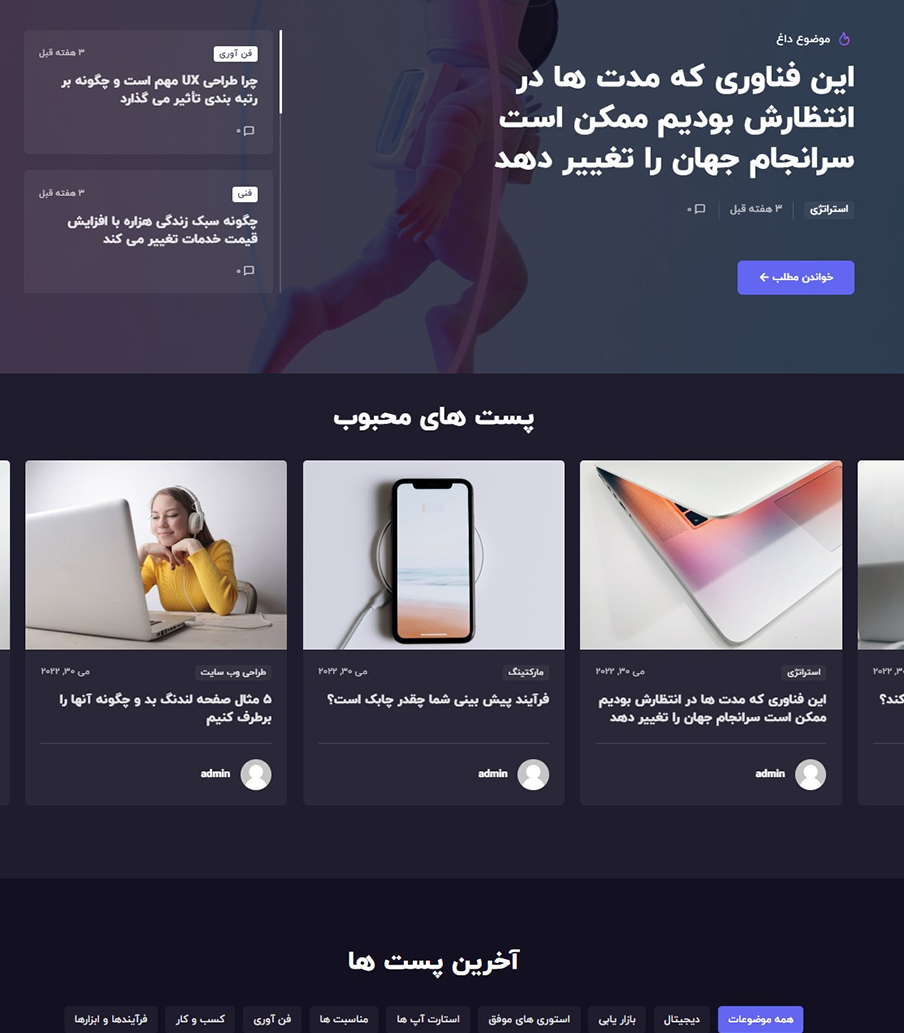 موضوع داغ
این فناوری که مدت ها در
انتظارش بودیم ممکن است
سرانجام جهان را تغییر دهد
استراتژی
۳ هفته قبل
۰
خواندن مطلب ←
فن آوری
۳ هفته قبل
چرا طراحی UX مهم است و چگونه بر
رتبه بندی تأثیر می گذارد
۰
فنی
۳ هفته قبل
چگونه سبک زندگی هزاره با افزایش
قیمت خدمات تغییر می کند
۰
پست های محبوب
کند؟
استراتژی
می ۳۰, ۲۰۲۲
این فناوری که مدت ها در انتظارش بودیم
ممکن است سرانجام جهان را تغییر دهد
admin
مارکتینگ
می ۳۰, ۲۰۲۲
فرآیند پیش بینی شما چقدر چابک است؟
admin
طراحی وب سایت
می ۳۰, ۲۰۲۲
۵ مثال صفحه لندنگ بد و چگونه آنها را
برطرف کنیم
admin
آخرین پست ها
همه موضوعات
دیجیتال
بازار یابی
استوری های موفق
استارت آپ ها
مناسبت ها
فن آوری
کسب و کار
فرآیندها و ابزارها